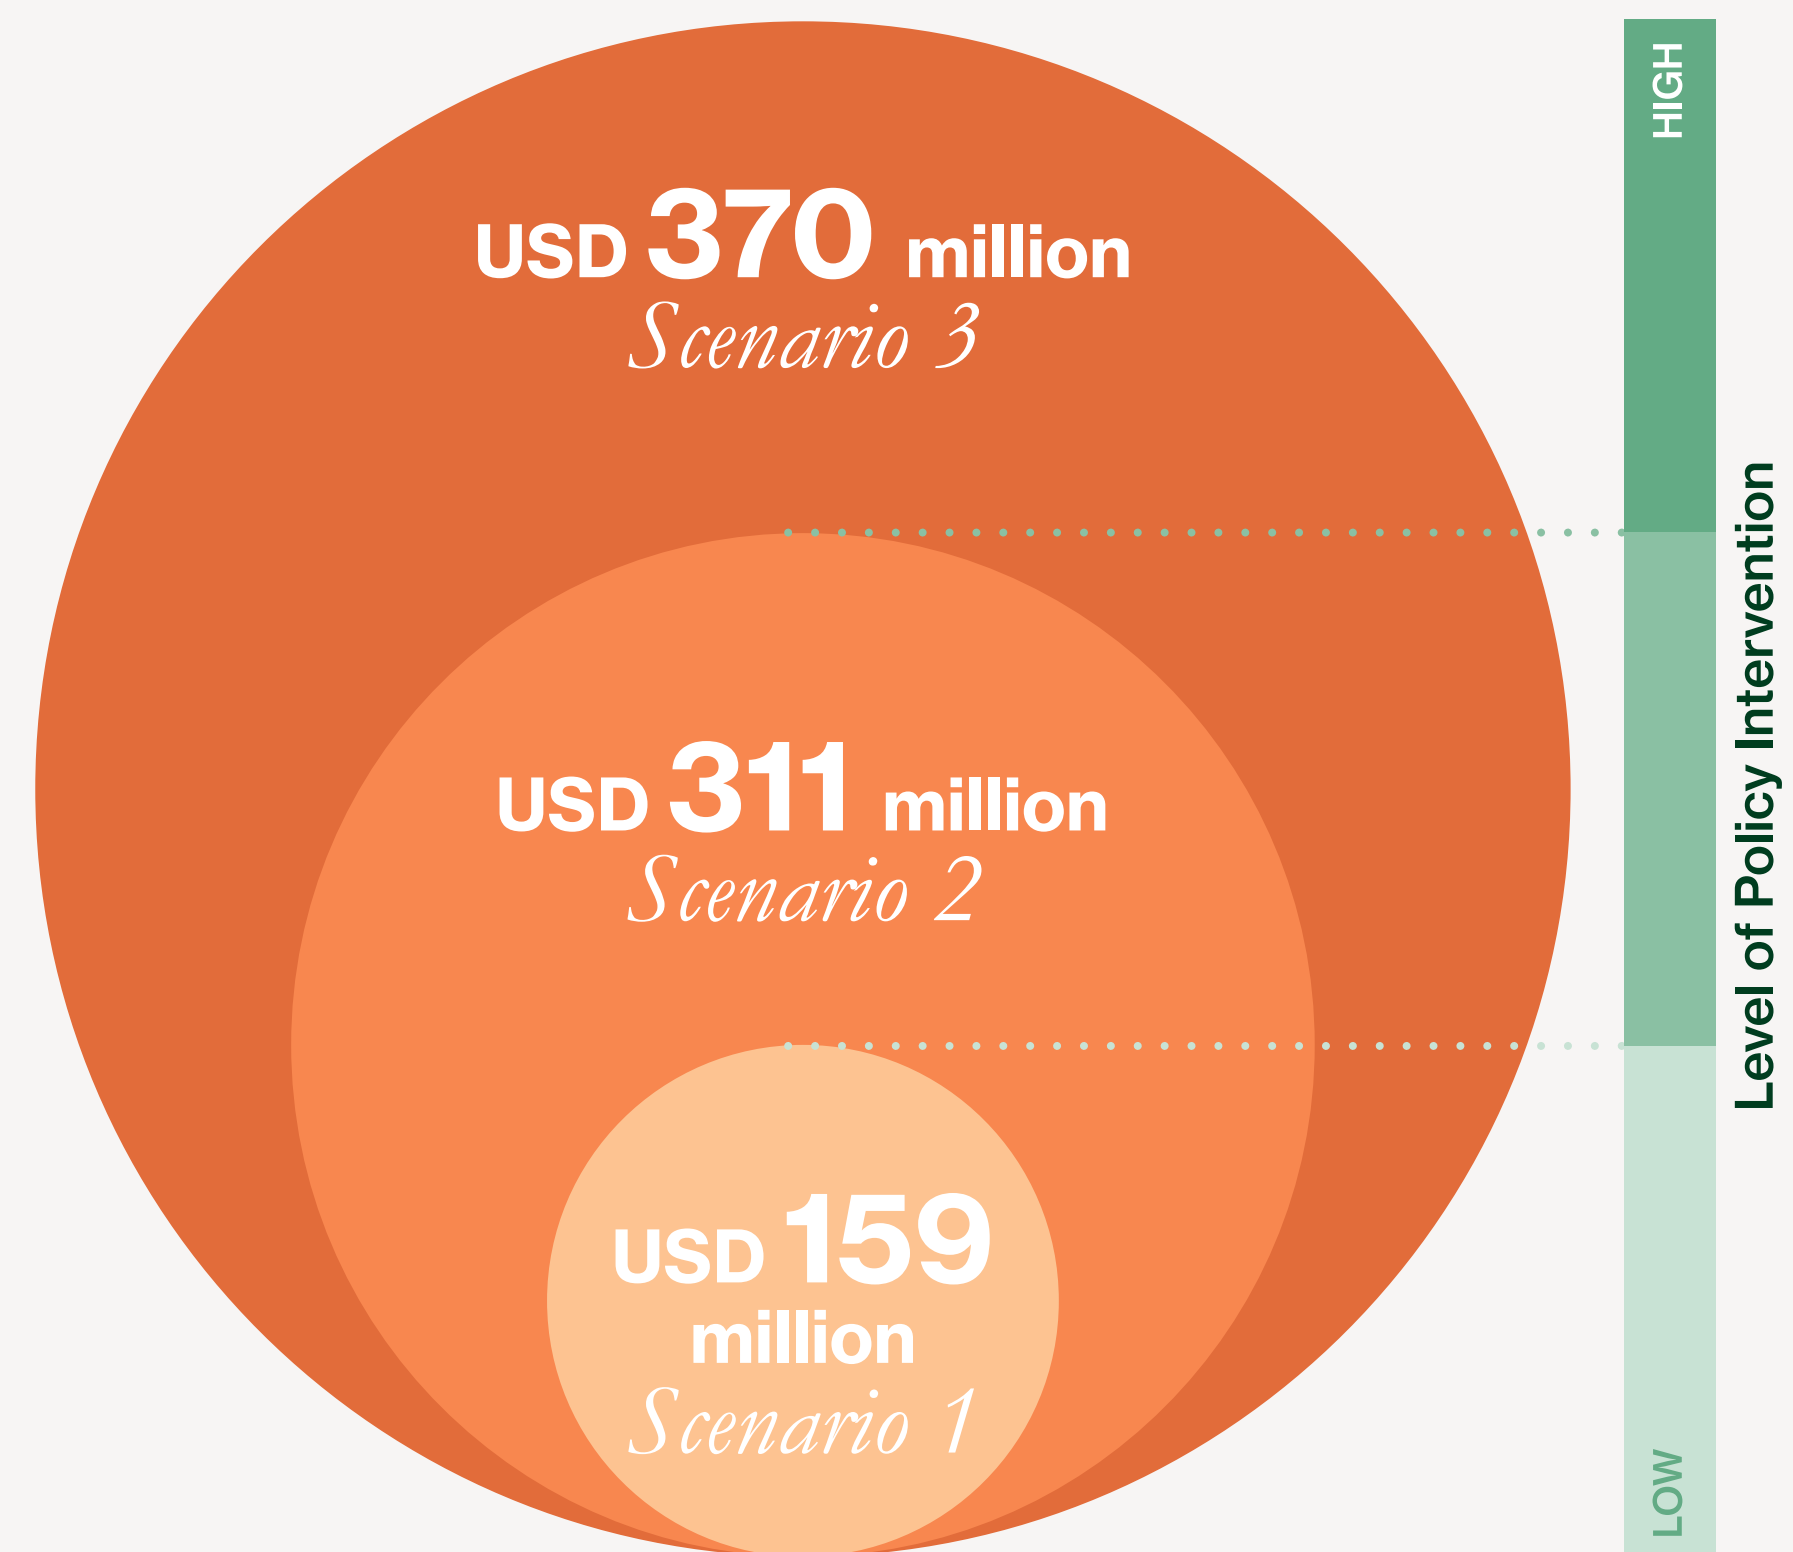 USD 370 million
Scenario 3
USD 311 million
Scenario 2
USD 159
million
Scenario 1
HIGH
LOW
Level of Policy Intervention